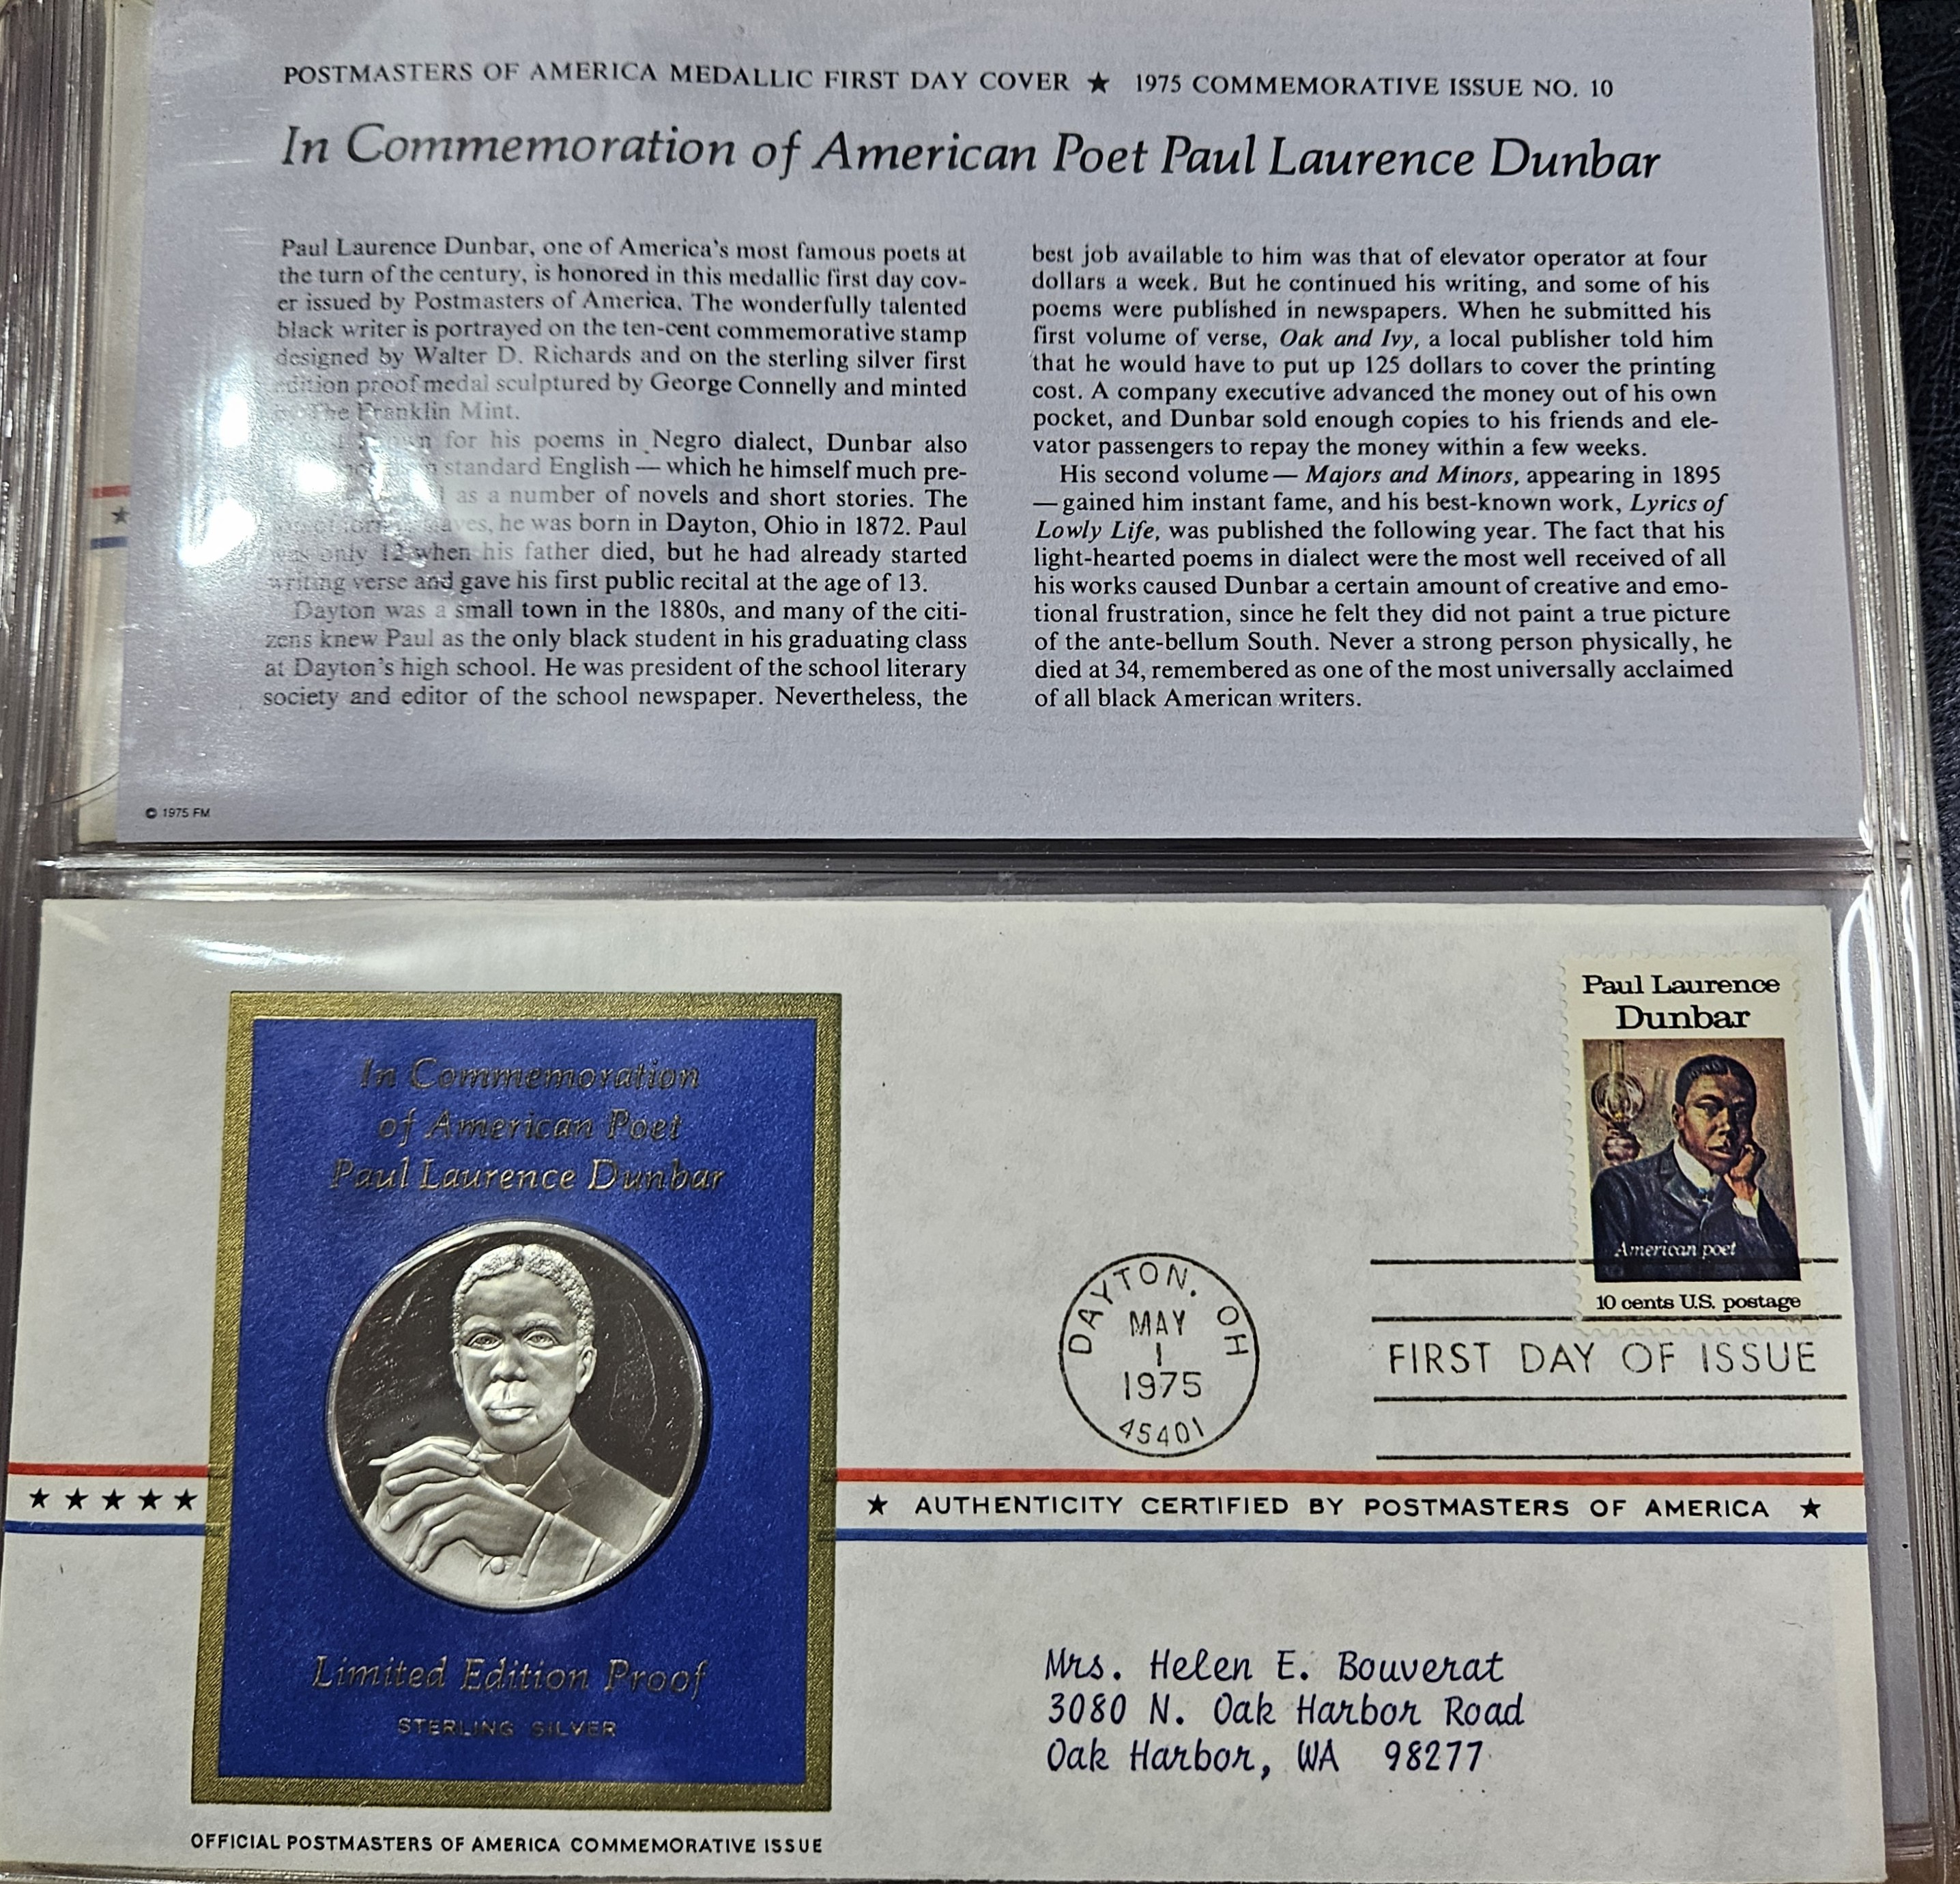 POSTMASTERS OF AMERICA MEDALLIC FIRST DAY COVER ★ 1975 COMMEMORATIVE ISSUE NO. 10
In Commemoration of American Poet Paul Laurence Dunbar
Paul Laurence Dunbar, one of America's most famous poets at
the turn of the century, is honored in this medallic first day cov-
er issued by Postmasters of America. The wonderfully talented
black writer is portrayed on the ten-cent commemorative stamp
designed by Walter D. Richards and on the sterling silver first
edition proof medal sculptured by George Connelly and minted
The Franklin Mint.
for his poems in Negro dialect, Dunbar also
standard English — which he himself much pre-
as a number of novels and short stories. The
he was born in Dayton, Ohio in 1872. Paul
was only 12 when his father died, but he had already started
writing verse and gave his first public recital at the age of 13.
Dayton was a small town in the 1880s, and many of the citi-
zens knew Paul as the only black student in his graduating class
at Dayton's high school. He was president of the school literary
society and editor of the school newspaper. Nevertheless, the
best job available to him was that of elevator operator at four
dollars a week. But he continued his writing, and some of his
poems were published in newspapers. When he submitted his
first volume of verse, Oak and Ivy, a local publisher told him
that he would have to put up 125 dollars to cover the printing
cost. A company executive advanced the money out of his own
pocket, and Dunbar sold enough copies to his friends and ele-
vator passengers to repay the money within a few weeks.
His second volume — Majors and Minors, appearing in 1895
— gained him instant fame, and his best-known work, Lyrics of
Lowly Life, was published the following year. The fact that his
light-hearted poems in dialect were the most well received of all
his works caused Dunbar a certain amount of creative and emo-
tional frustration, since he felt they did not paint a true picture
of the ante-bellum South. Never a strong person physically, he
died at 34, remembered as one of the most universally acclaimed
of all black American writers.
© 1975 FM
In Commemoration
of American Poet
Paul Laurence Dunbar
Limited Edition Proof
STERLING SILVER
OFFICIAL POSTMASTERS OF AMERICA COMMEMORATIVE ISSUE
Paul Laurence
Dunbar
American poet
10 cents U.S. postage
DAYTON, OH
MAY
1
1975
45401
FIRST DAY OF ISSUE
★ AUTHENTICITY CERTIFIED BY POSTMASTERS OF AMERICA ★
Mrs. Helen E. Bouverat
3080 N. Oak Harbor Road
Oak Harbor, WA 98277